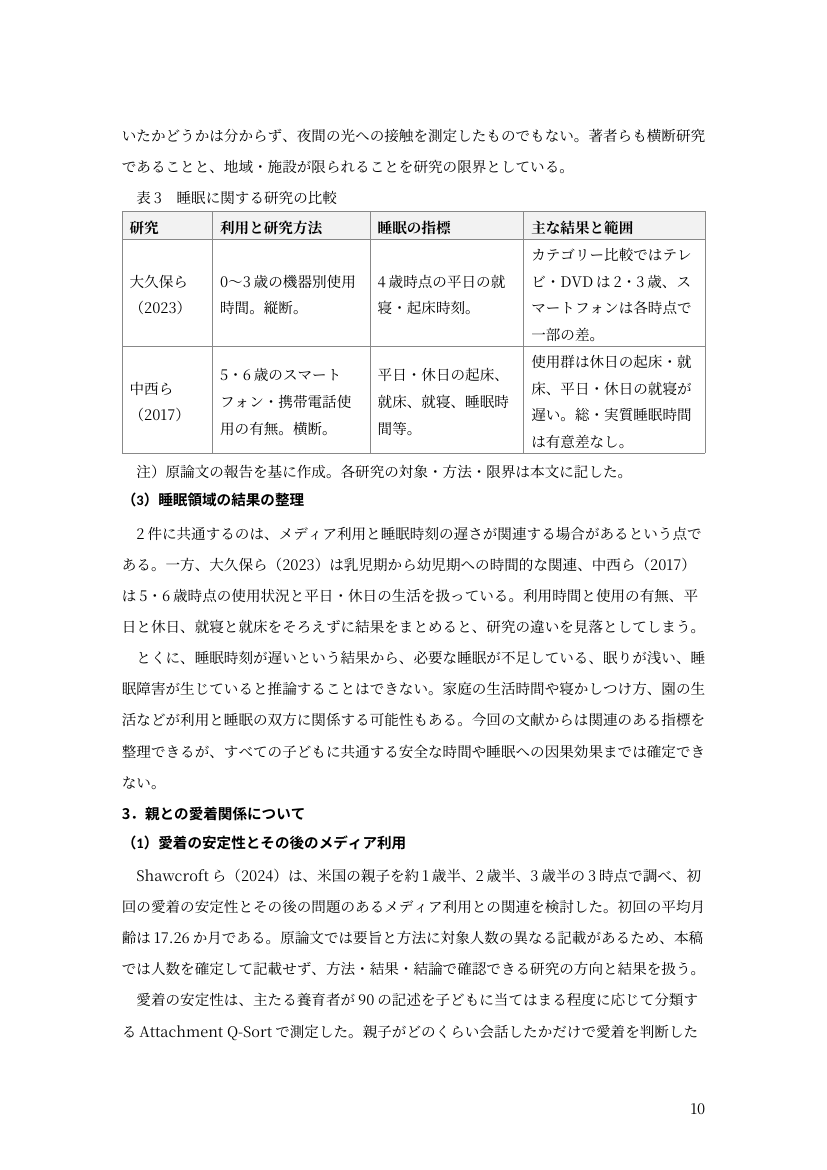 いたかどうかは分からず、夜間の光への接触を測定したものでもない。著者らも横断研究
であることと、地域・施設が限られることを研究の限界としている。
表3　睡眠に関する研究の比較
研究
利用と研究方法
睡眠の指標
主な結果と範囲
大久保ら
（2023）
0～3歳の機器別使用
時間。縦断。
4歳時点の平日の就
寝・起床時刻。
カテゴリー比較ではテレ
ビ・DVDは2・3歳、ス
マートフォンは各時点で
一部の差。
中西ら
（2017）
5・6歳のスマート
フォン・携帯電話使
用の有無。横断。
平日・休日の起床、
就床、就寝、睡眠時
間等。
使用群は休日の起床・就
床、平日・休日の就寝が
遅い。総・実質睡眠時間
は有意差なし。
注）原論文の報告を基に作成。各研究の対象・方法・限界は本文に記した。
（3）睡眠領域の結果の整理
2件に共通するのは、メディア利用と睡眠時刻の遅さが関連する場合があるという点で
ある。一方、大久保ら（2023）は乳児期から幼児期への時間的な関連、中西ら（2017）
は5・6歳時点の使用状況と平日・休日の生活を扱っている。利用時間と使用の有無、平
日と休日、就寝と就床をそろえずに結果をまとめると、研究の違いを見落としてしまう。
とくに、睡眠時刻が遅いという結果から、必要な睡眠が不足している、眠りが浅い、睡
眠障害が生じていると推論することはできない。家庭の生活時間や寝かしつけ方、園の生
活などが利用と睡眠の双方に関係する可能性もある。今回の文献からは関連のある指標を
整理できるが、すべての子どもに共通する安全な時間や睡眠への因果効果までは確定でき
ない。
3．親との愛着関係について
（1）愛着の安定性とその後のメディア利用
Shawcroftら（2024）は、米国の親子を約1歳半、2歳半、3歳半の3時点で調べ、初
回の愛着の安定性とその後の問題のあるメディア利用との関連を検討した。初回の平均月
齢は17.26か月である。原論文では要旨と方法に対象人数の異なる記載があるため、本稿
では人数を確定して記載せず、方法・結果・結論で確認できる研究の方向と結果を扱う。
愛着の安定性は、主たる養育者が90の記述を子どもに当てはまる程度に応じて分類す
るAttachment Q-Sortで測定した。親子がどのくらい会話したかだけで愛着を判断した
10